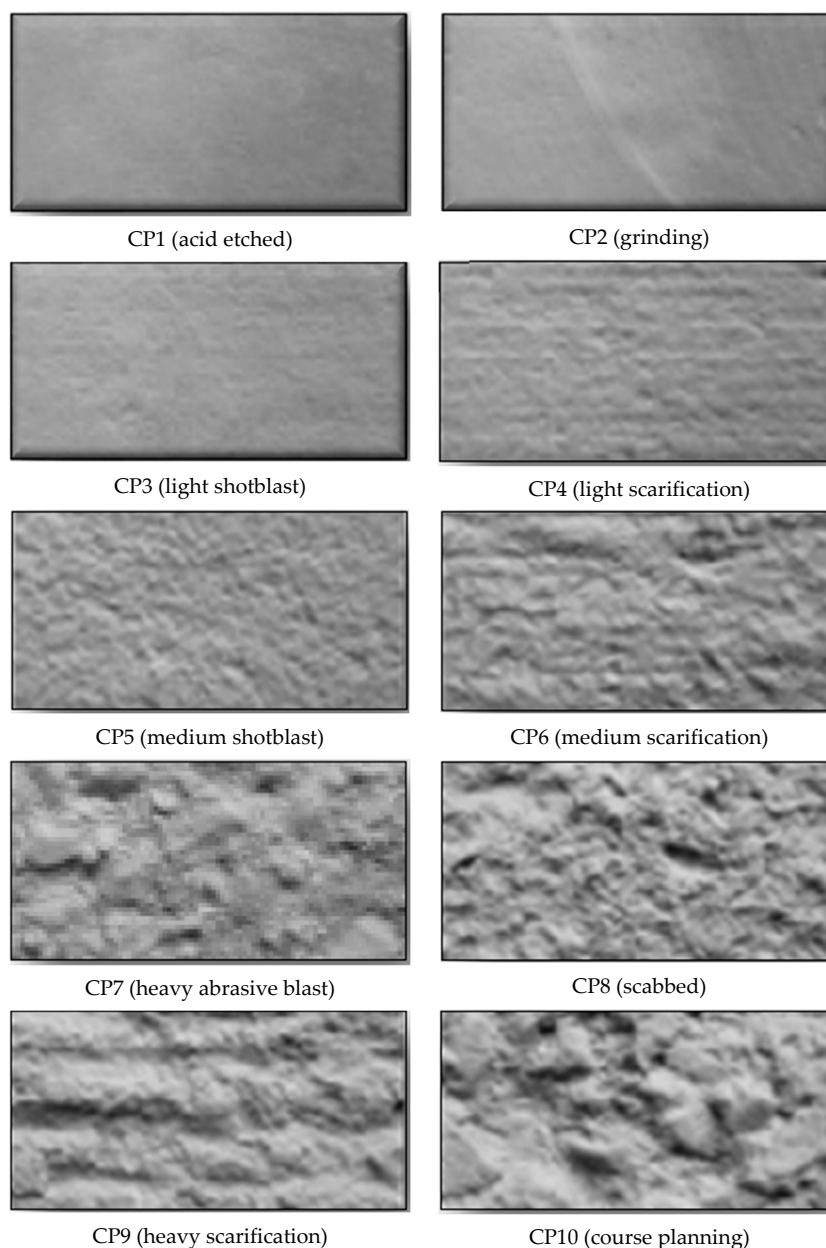 CP1 (acid etched)
CP2 (grinding)
CP3 (light shotblast)
CP4 (light scarification)
CP5 (medium shotblast)
CP6 (medium scarification)
CP7 (heavy abrasive blast)
CP8 (scabbed)
CP9 (heavy scarification)
CP10 (course planning)